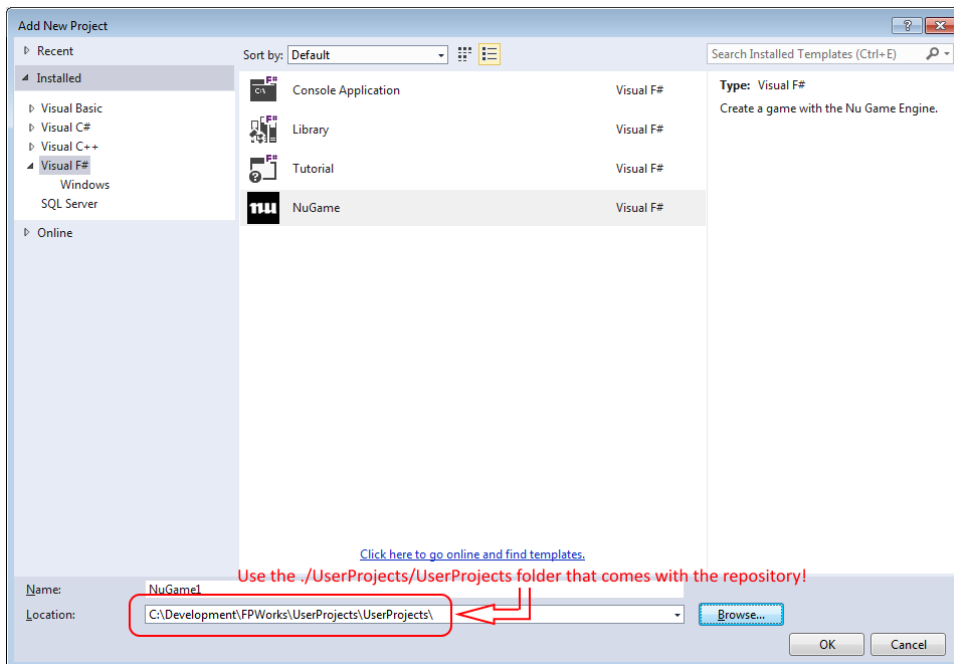 Add New Project
Recent
Installed
Visual Basic
Visual C#
Visual C++
Visual F#
Windows
SQL Server
Online
Sort by: Default
Search Installed Templates (Ctrl+E)
F# C:\ Console Application Visual F#
F# Library Visual F#
F# Tutorial Visual F#
nu NuGame Visual F#
Type: Visual F#
Create a game with the Nu Game Engine.
Click here to go online and find templates.
Use the ./UserProjects/UserProjects folder that comes with the repository!
Name: NuGame1
Location: C:\Development\FPWorks\UserProjects\UserProjects\
Browse...
OK Cancel